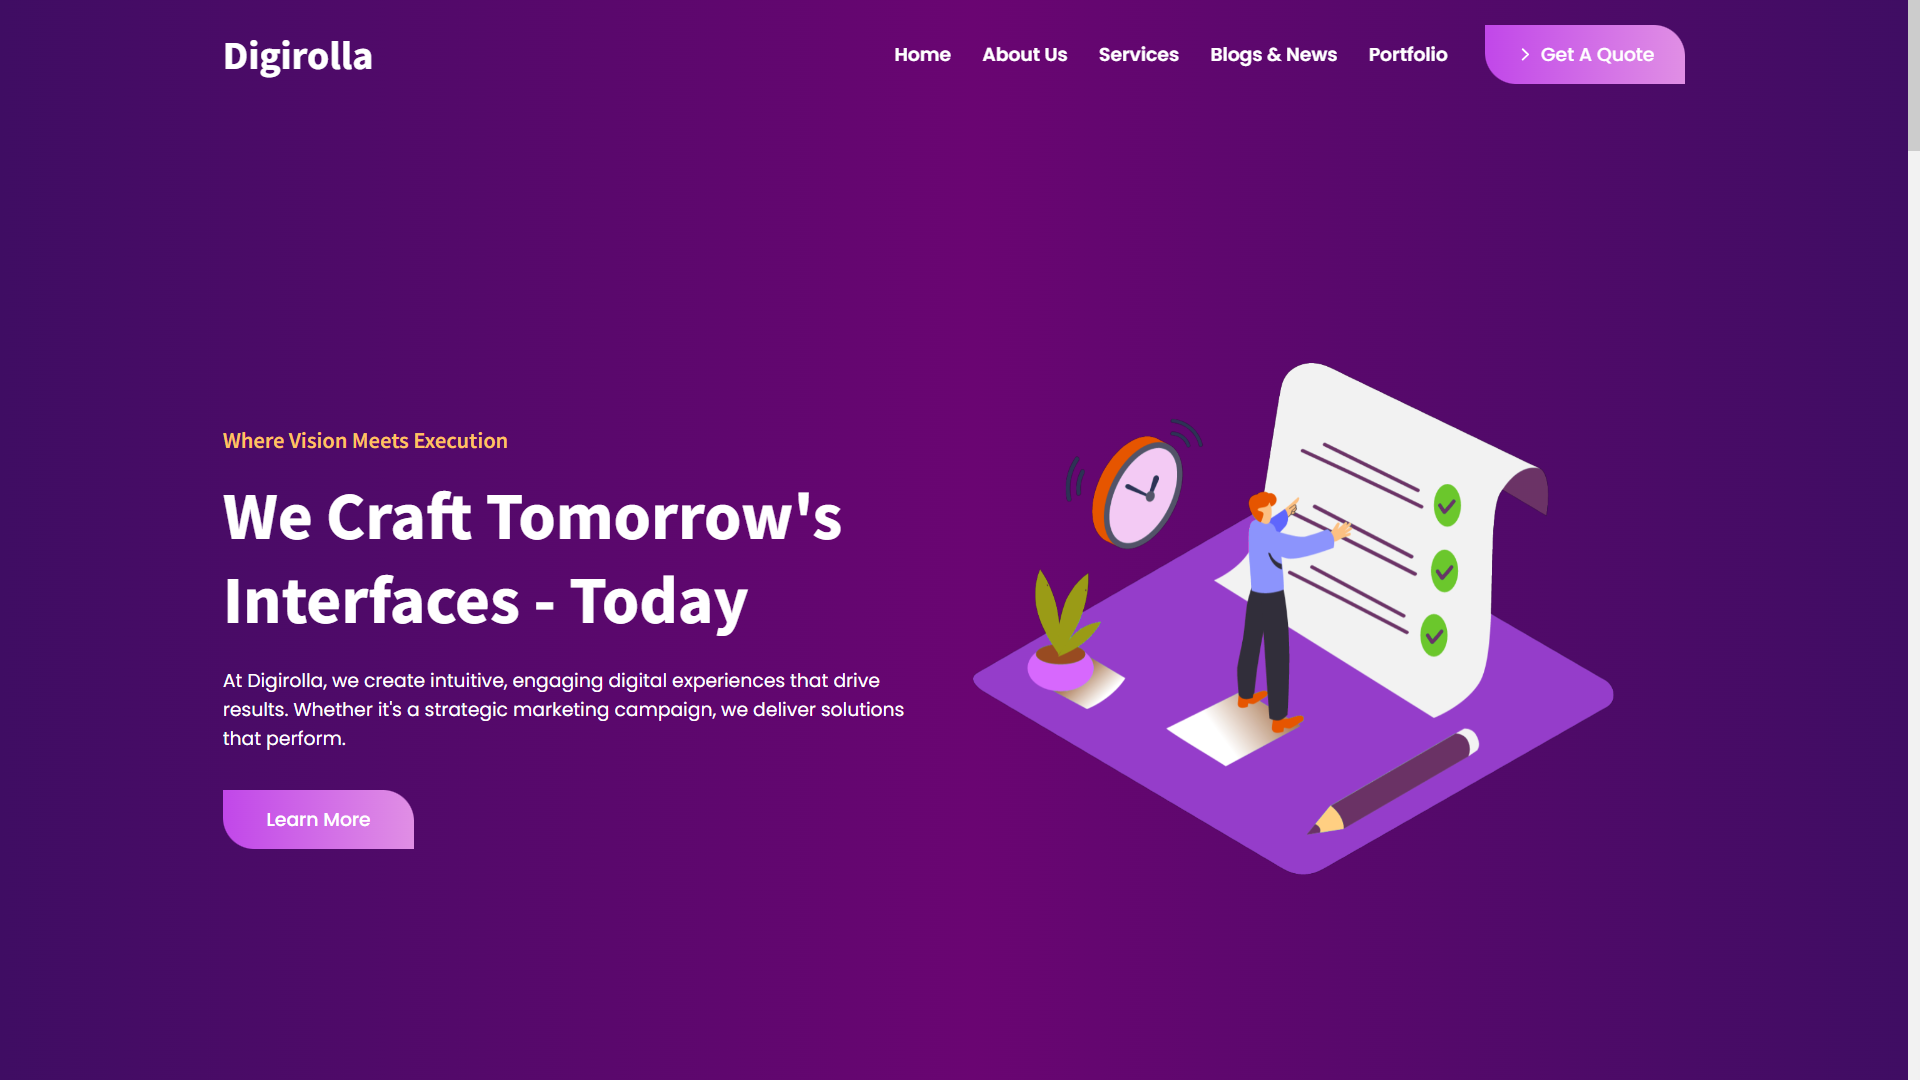 Digirolla
Home About Us Services Blogs & News Portfolio Get A Quote
Where Vision Meets Execution
We Craft Tomorrow's
Interfaces - Today
At Digirolla, we create intuitive, engaging digital experiences that drive
results. Whether it's a strategic marketing campaign, we deliver solutions
that perform.
Learn More